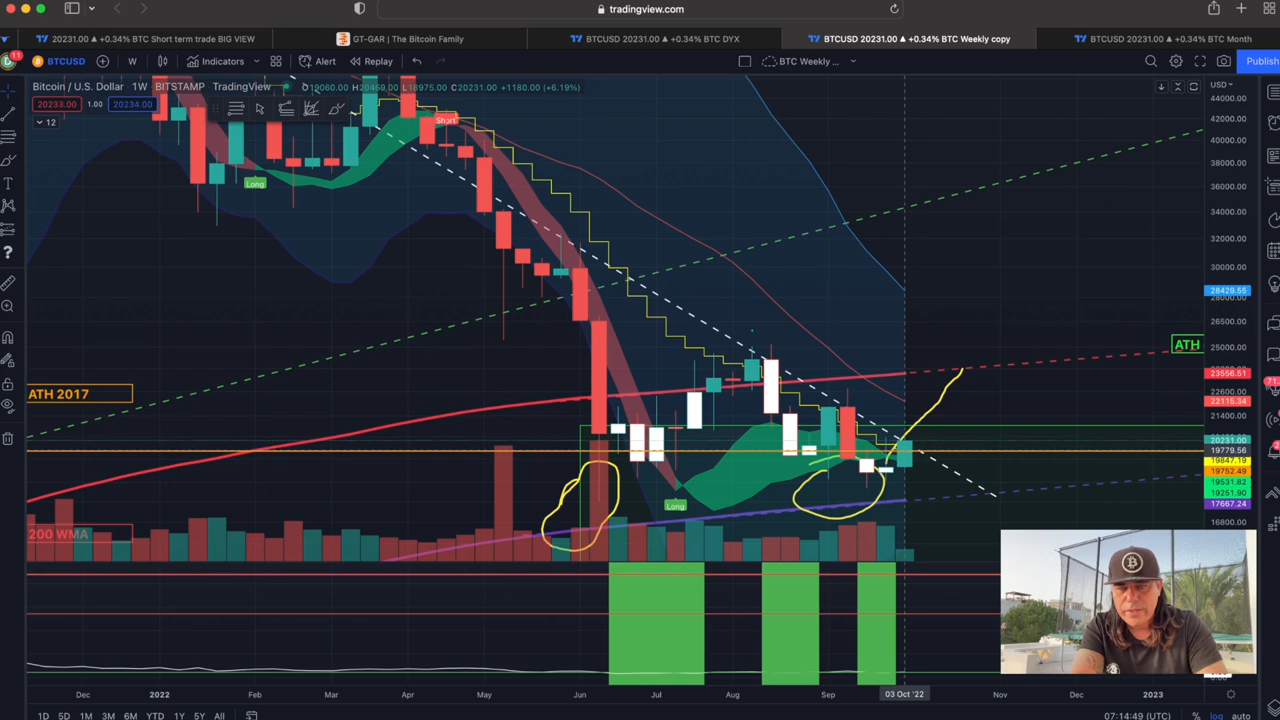 tradingview.com
20231.00 ▲ +0.34% BTC Short term trade BIG VIEW
GT-GAR | The Bitcoin Family
BTCUSD 20231.00 ▲ +0.34% BTC DYX
BTCUSD 20231.00 ▲ +0.34% BTC Weekly copy
BTCUSD 20231.00 ▲ +0.34% BTC Month
11
BTCUSD
W
Indicators
Alert
Replay
BTC Weekly ...
Publish
Bitcoin / U.S. Dollar 1W BITSTAMP TradingView
O19060.00 H20469.00 L18975.00 C20231.00 +1180.00 (+6.19%)
USD
20233.00 1.00 20234.00
12
44000.00
42000.00
Short
40000.00
38000.00
Long
36000.00
34000.00
32000.00
30000.00
28429.55
28000.00
26500.00
25000.00
ATH
23556.51
ATH 2017
22600.00
22115.34
21400.00
20231.00
19779.56
19847.19
19752.49
19531.82
19251.90
17667.24
Long
16800.00
200 WMA
Dec 2022 Feb Mar Apr May Jun Jul Aug Sep 03 Oct '22 Nov Dec 2023
1D 5D 1M 3M 6M YTD 1Y 5Y All
07:14:49 (UTC) % log auto